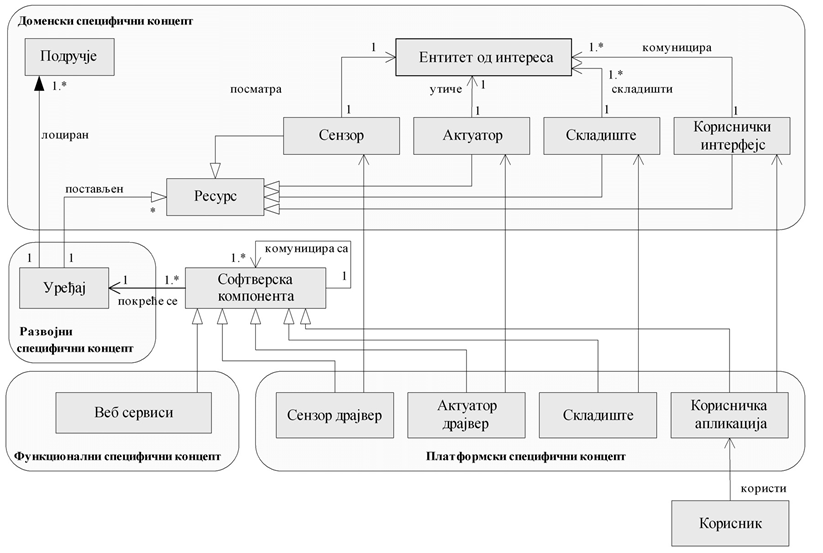 Доменски специфични концепт
Подручје
1
Ентитет од интереса
1.*
комуницира
1.*
посматра
утиче
1
1.*
складишти
лоциран
1
1
1
1
Сензор
Актуатор
Складиште
Кориснички
интерфејс
постављен
*
Ресурс
1
1
комуницира са
1.*
1
Уређај
1
1.*
покреће се
Софтверска
компонента
Развојни
специфични концепт
Веб сервиси
Функционални специфични концепт
Сензор драјвер
Актуатор
драјвер
Складиште
Корисничка
апликација
Платформски специфични концепт
користи
Корисник